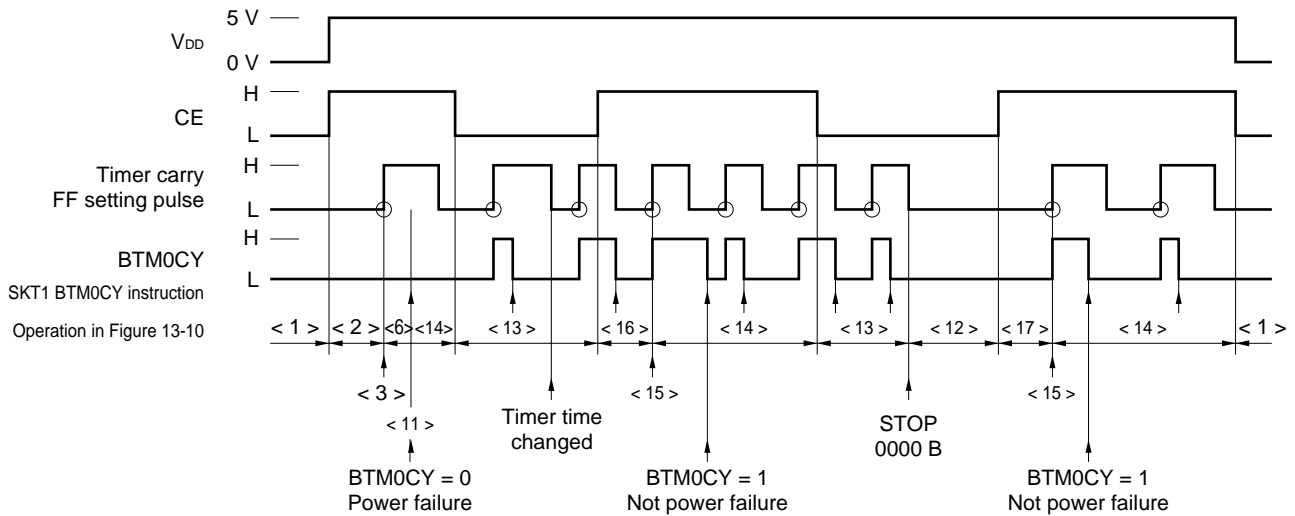 5 V
VDD
0 V
H
CE
L
H
Timer carry
FF setting pulse
L
H
BTM0CY
L
SKT1 BTM0CY instruction
Operation in Figure 13-10
< 1 > < 2 > <6> <14> < 13 > < 16 > < 14 > < 13 > < 12 > < 17 > < 14 > < 1 >
< 3 > < 15 > < 15 >
< 11 >
Timer time
changed
STOP
0000 B
BTM0CY = 0
Power failure
BTM0CY = 1
Not power failure
BTM0CY = 1
Not power failure